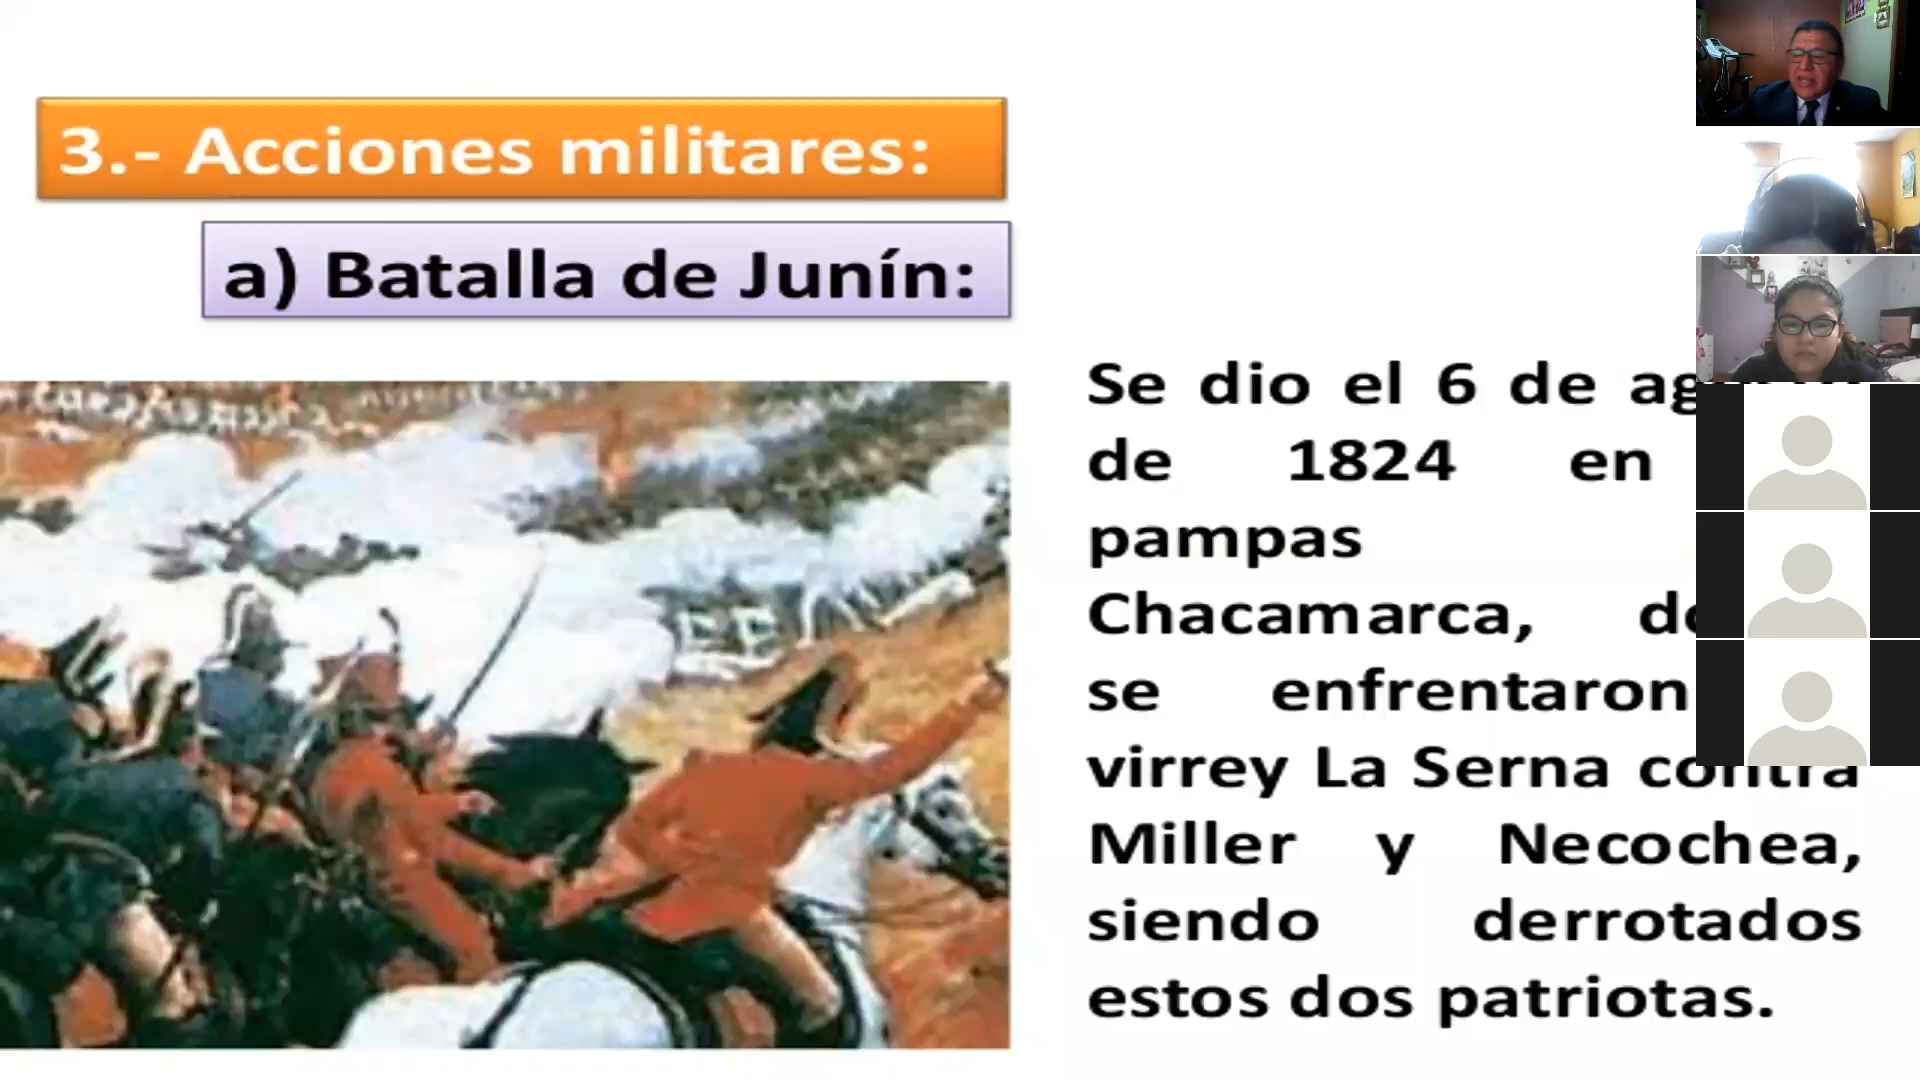 3.- Acciones militares:
a) Batalla de Junín:
Se dio el 6 de
de 1824 en
pampas
Chacamarca,
se enfrentaron
virrey La Serna contra
Miller y Necochea,
siendo derrotados
estos dos patriotas.